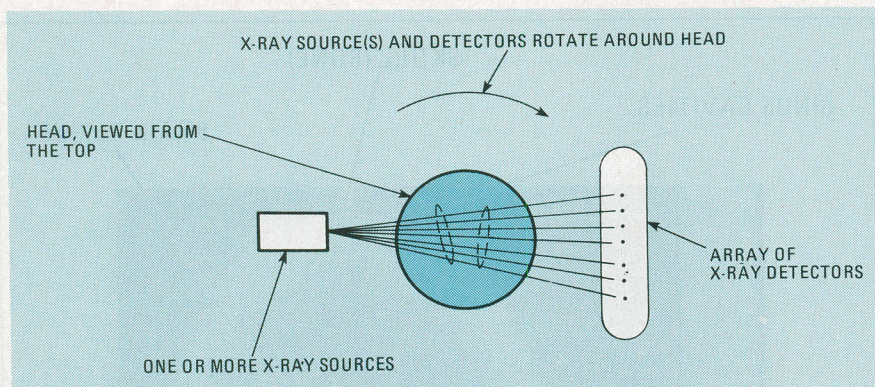 X-RAY SOURCE(S) AND DETECTORS ROTATE AROUND HEAD
HEAD, VIEWED FROM
THE TOP
ARRAY OF
X-RAY DETECTORS
ONE OR MORE X-RAY SOURCES